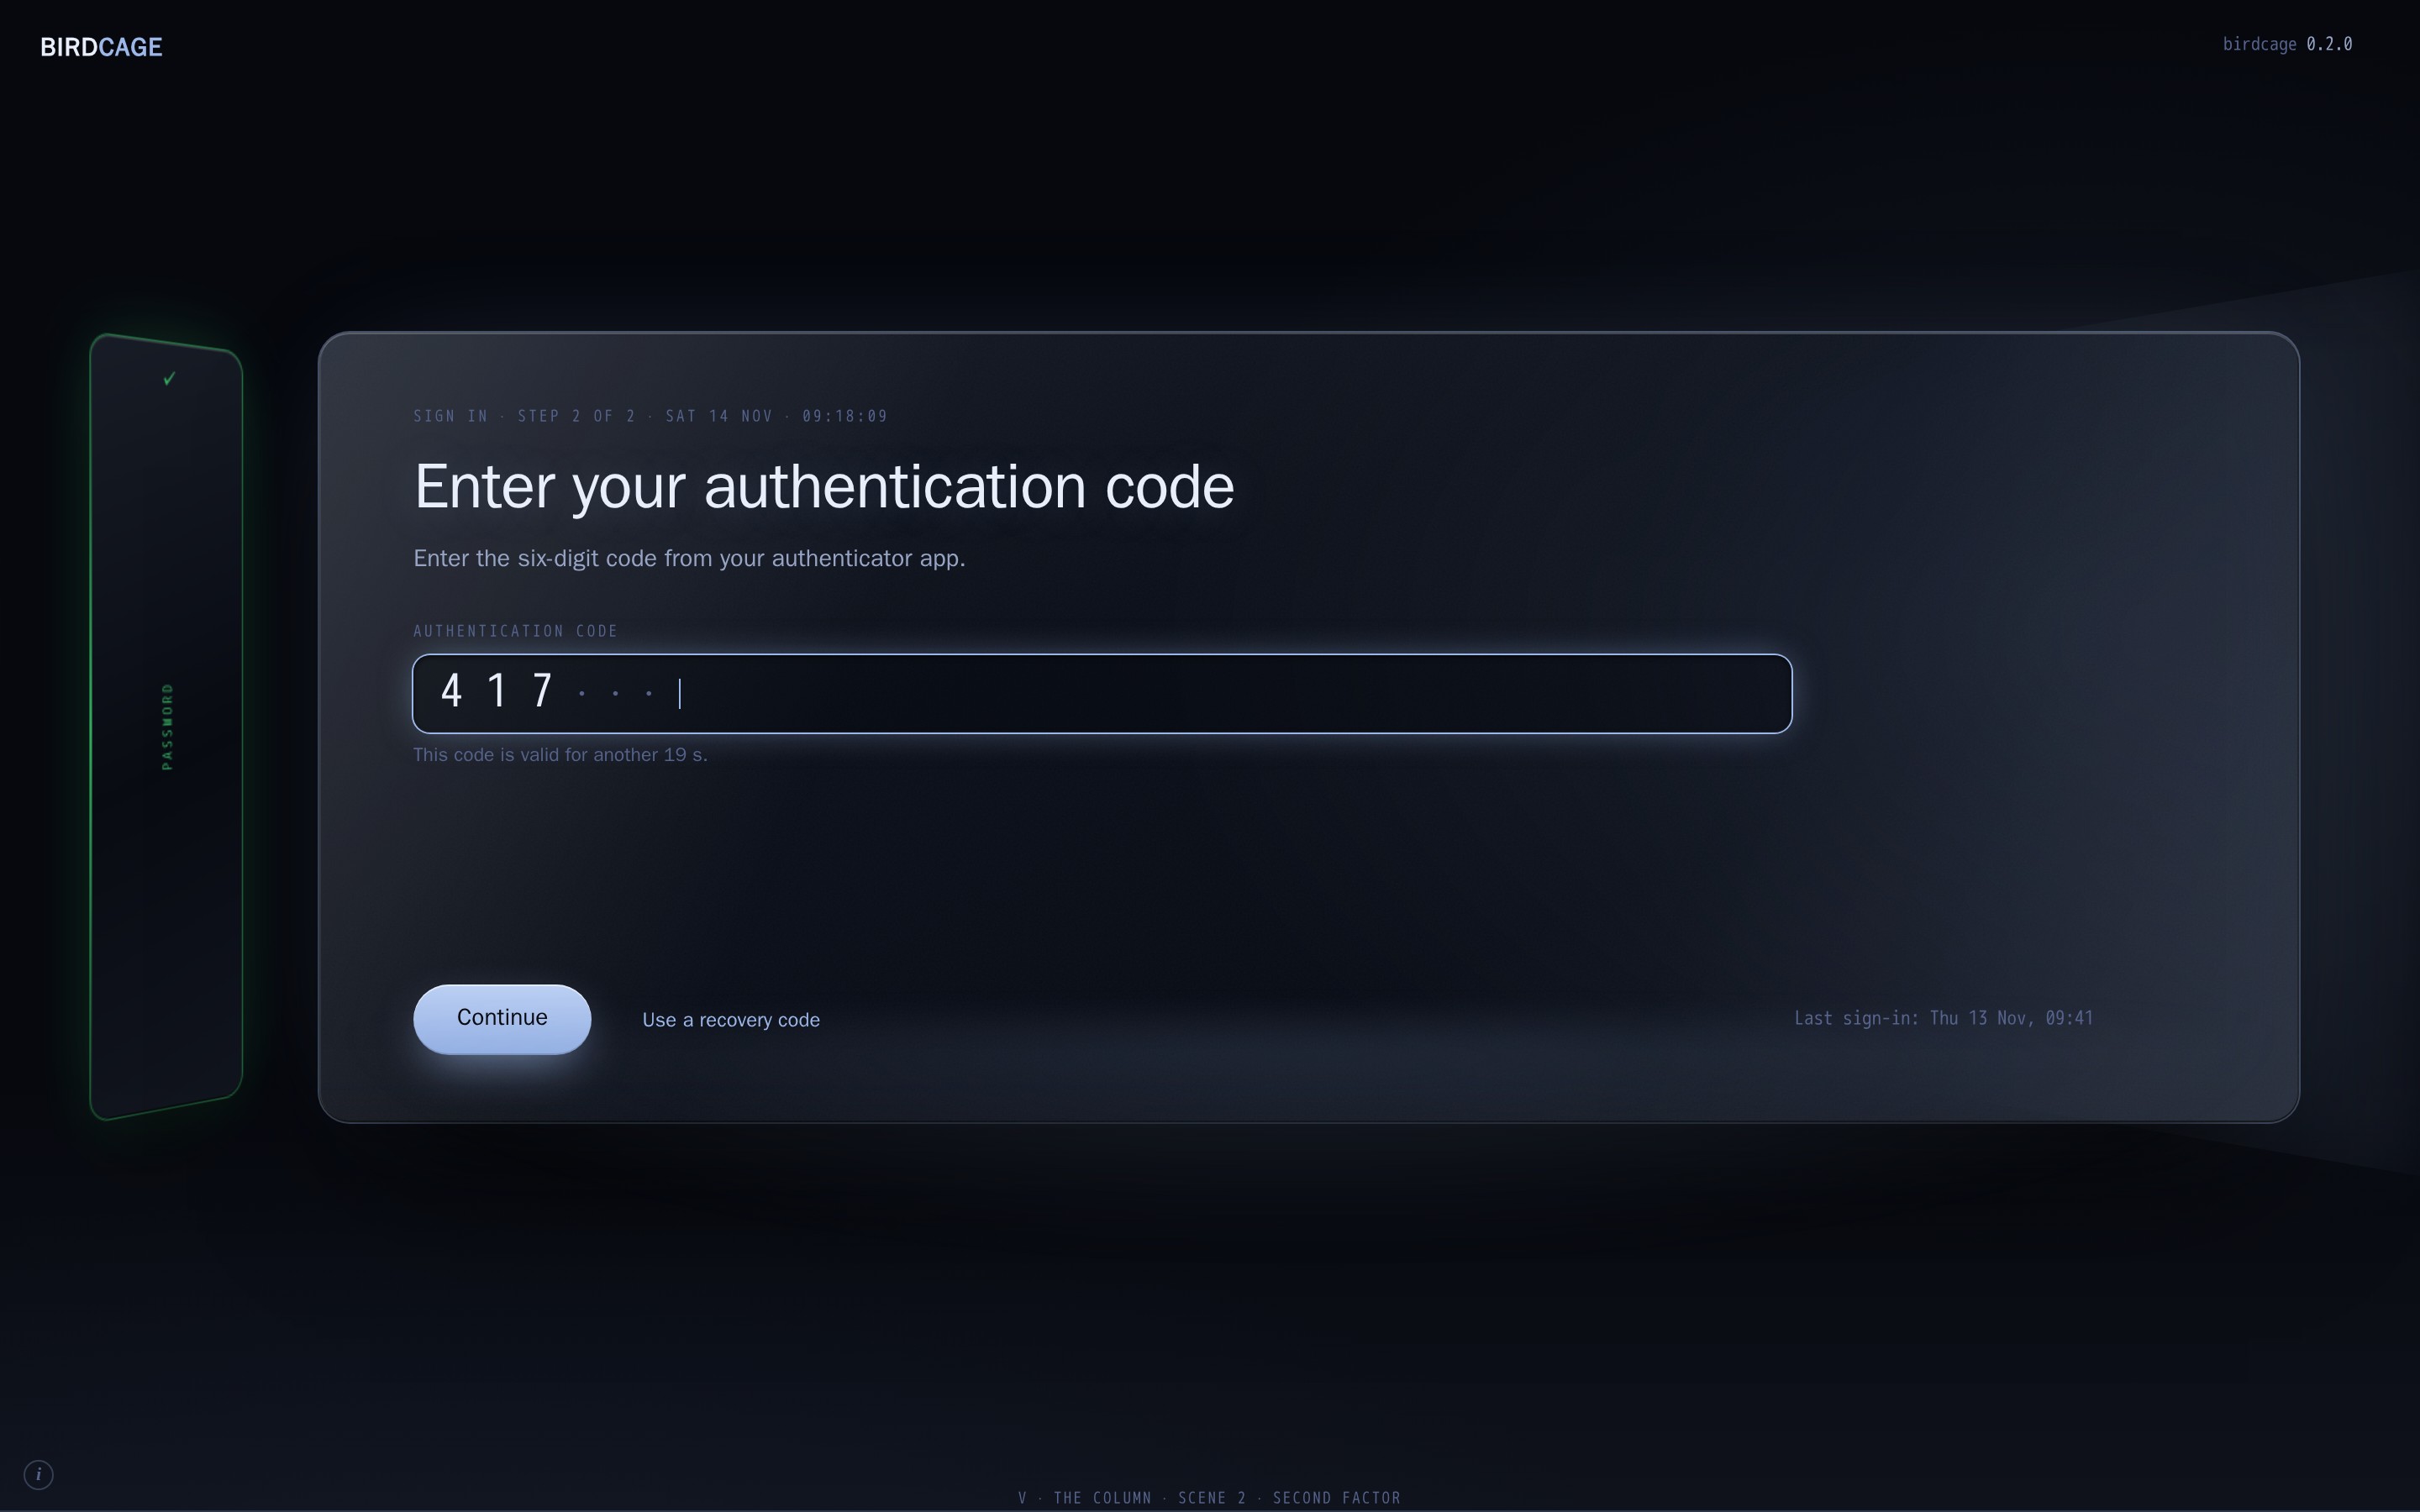 BIRDCAGE
birdcage 0.2.0
✓
PASSWORD
SIGN IN · STEP 2 OF 2 · SAT 14 NOV · 09:18:09
Enter your authentication code
Enter the six-digit code from your authenticator app.
AUTHENTICATION CODE
4 1 7 · · ·
This code is valid for another 19 s.
Continue
Use a recovery code
Last sign-in: Thu 13 Nov, 09:41
i
V · THE COLUMN · SCENE 2 · SECOND FACTOR